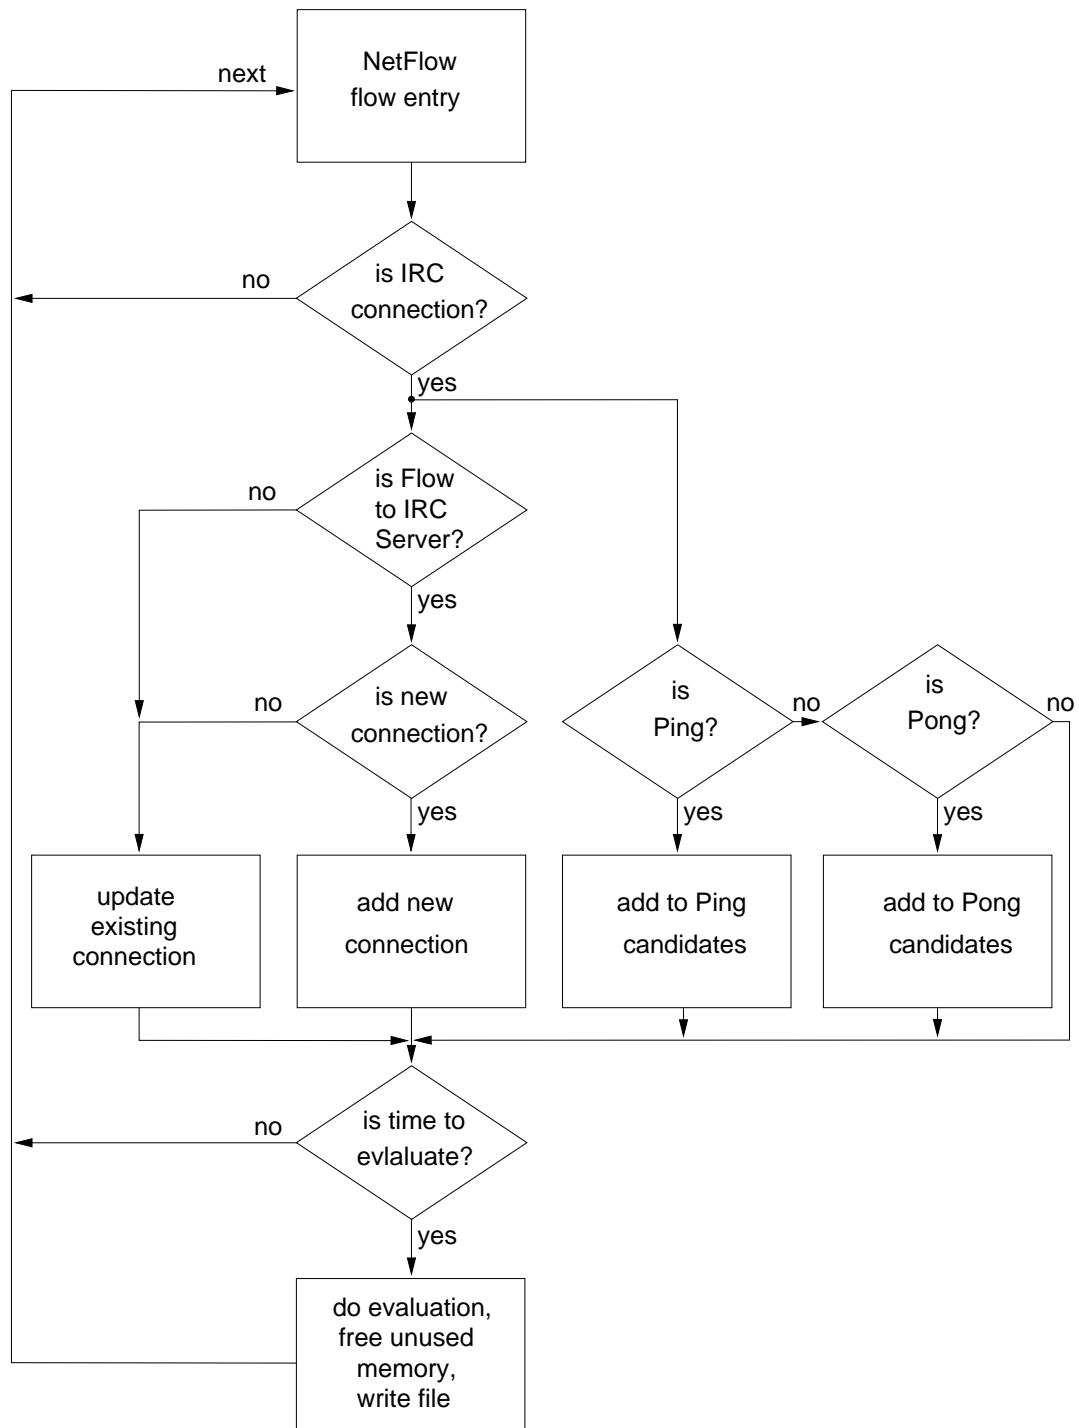 NetFlow
flow entry
next
is IRC
connection?
no
yes
is Flow
to IRC
Server?
no
yes
is new
connection?
no
yes
is
Ping?
no
yes
is
Pong?
no
yes
update
existing
connection
add new
connection
add to Ping
candidates
add to Pong
candidates
is time to
evlaluate?
no
yes
do evaluation,
free unused
memory,
write file